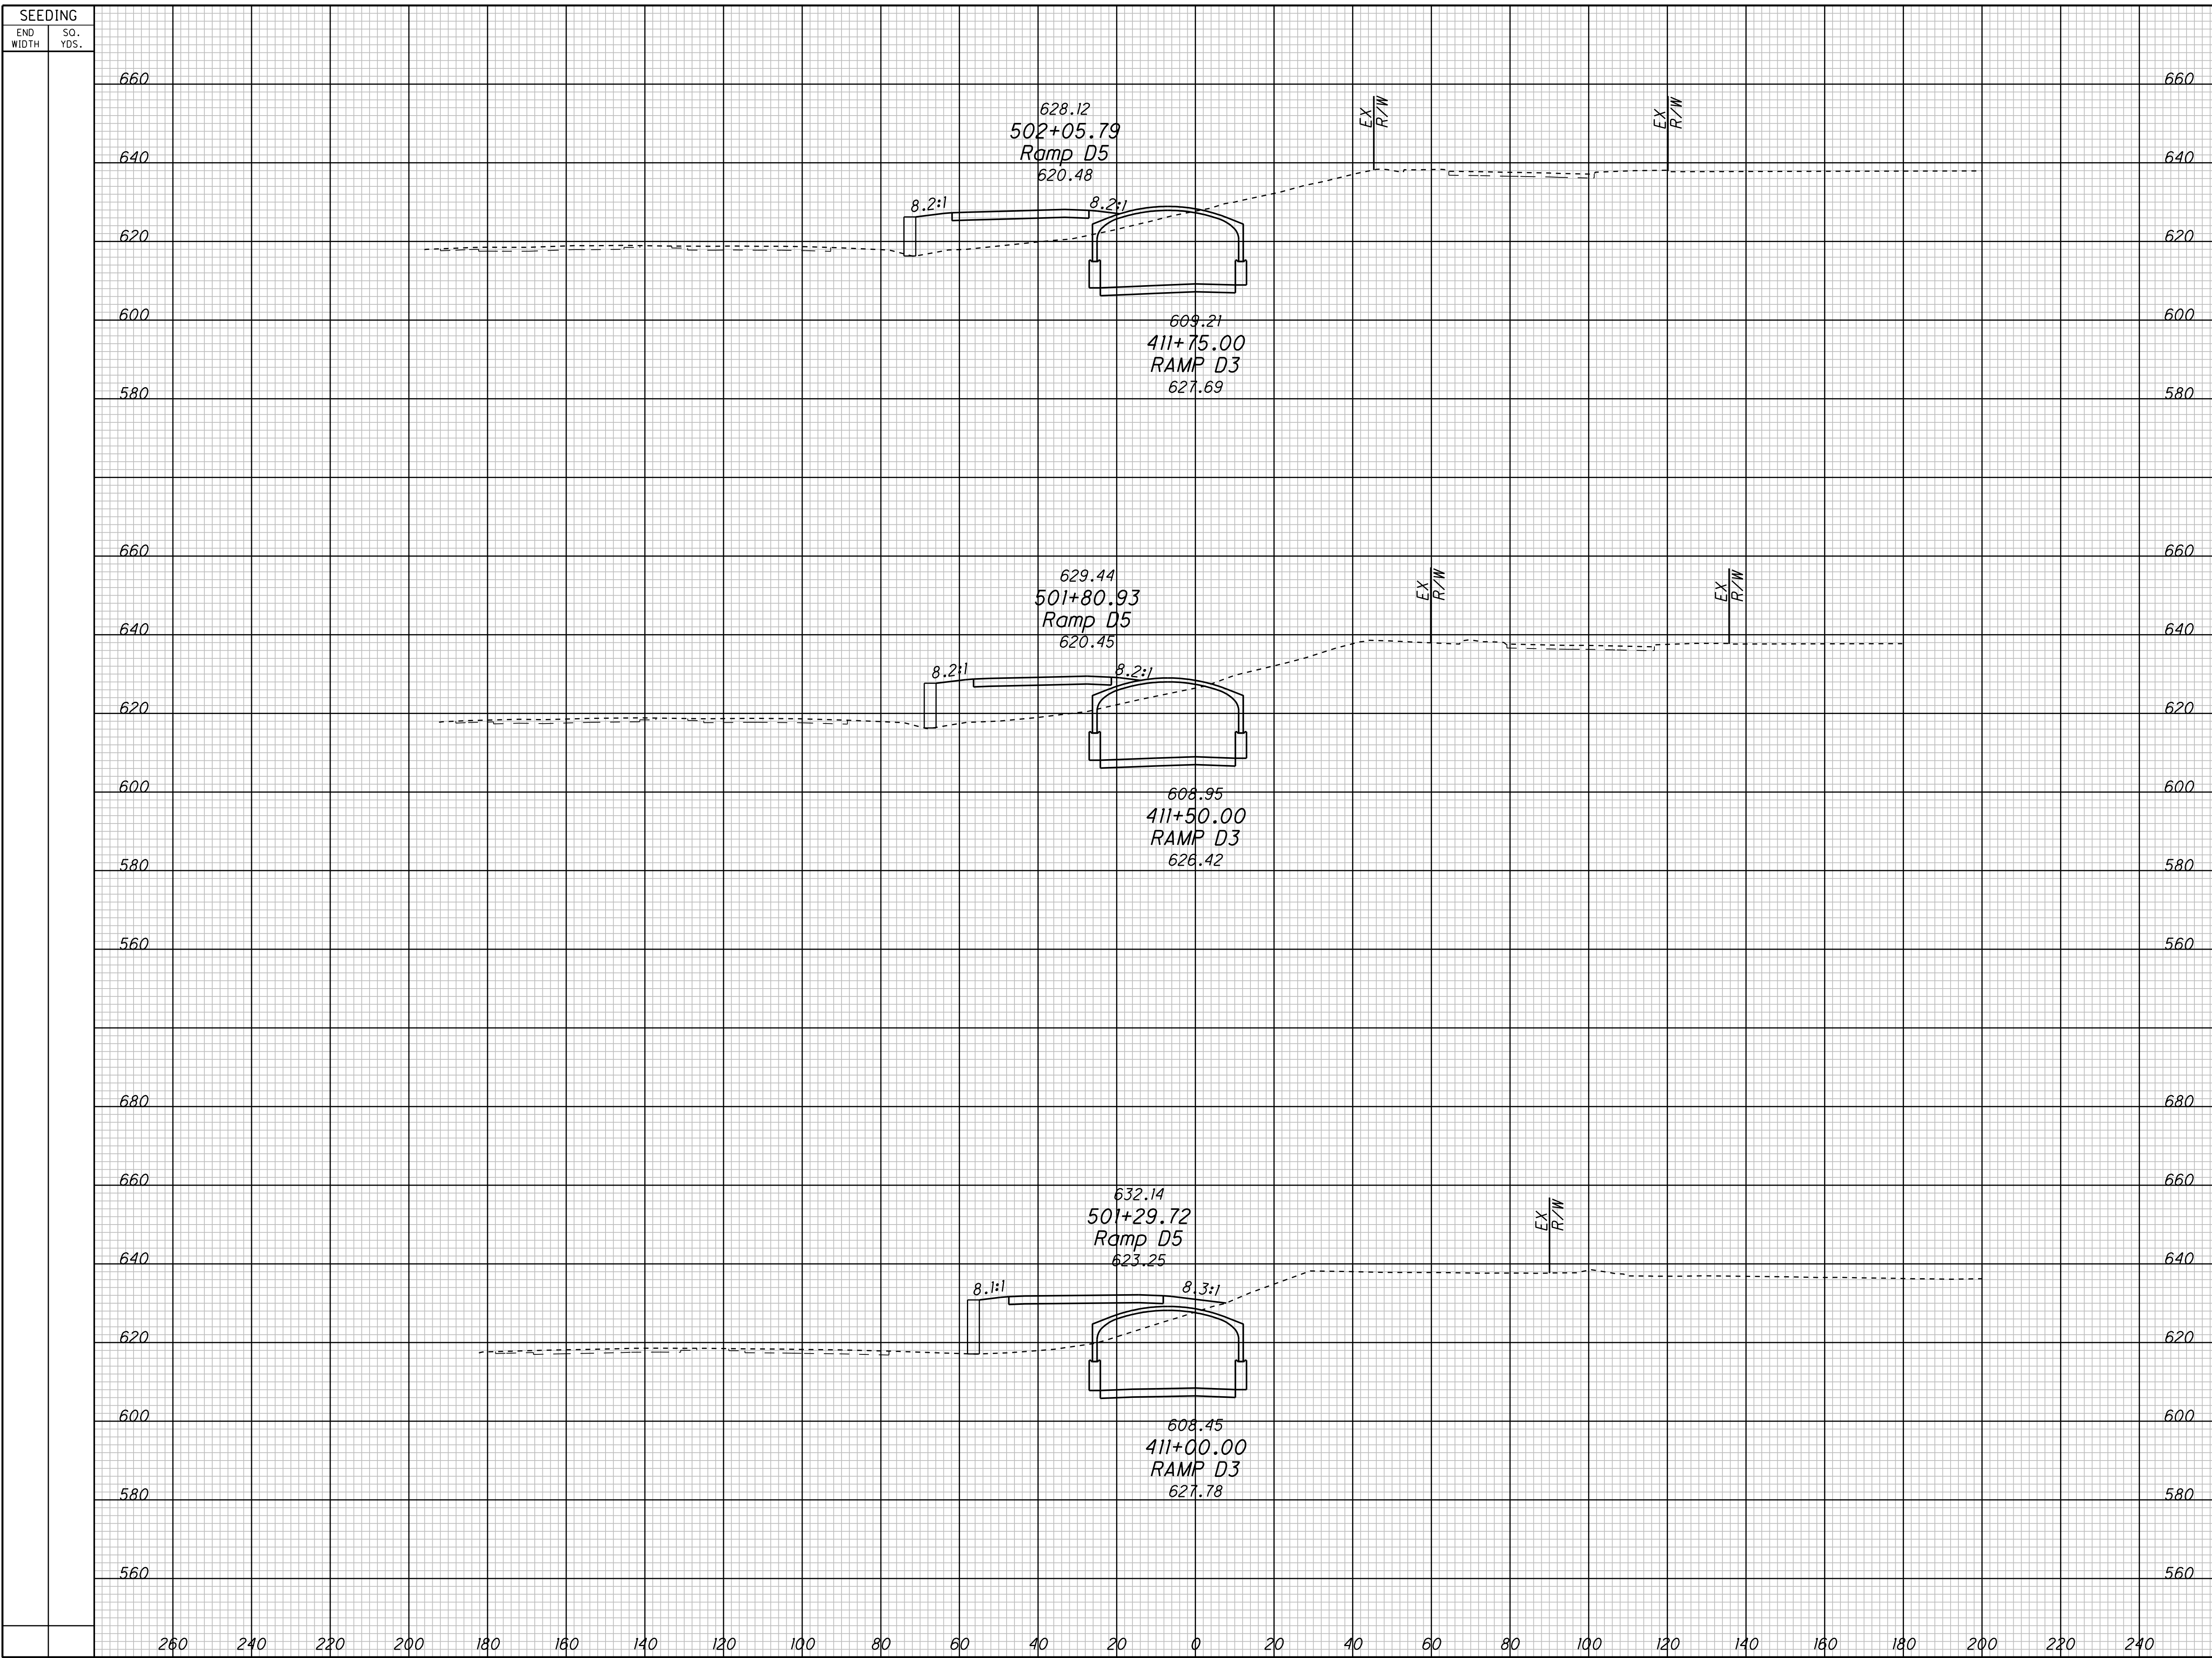 SEEDING
END WIDTH
SQ. YDS.
660 660
628.12
502+05.79
Ramp D5
620.48
EX R/W
EX R/W
640 640
8.2:1 8.2:1
620 620
600 600
609.21
411+75.00
RAMP D3
627.69
580 580
660 660
629.44
501+80.93
Ramp D5
620.45
EX R/W
EX R/W
640 640
8.2:1 8.2:1
620 620
600 600
608.95
411+50.00
RAMP D3
626.42
580 580
560 560
680 680
660 660
632.14
501+29.72
Ramp D5
623.25
EX R/W
640 640
8.1:1 8.3:1
620 620
600 600
608.45
411+00.00
RAMP D3
627.78
580 580
560 560
260 240 220 200 180 160 140 120 100 80 60 40 20 0 20 40 60 80 100 120 140 160 180 200 220 240